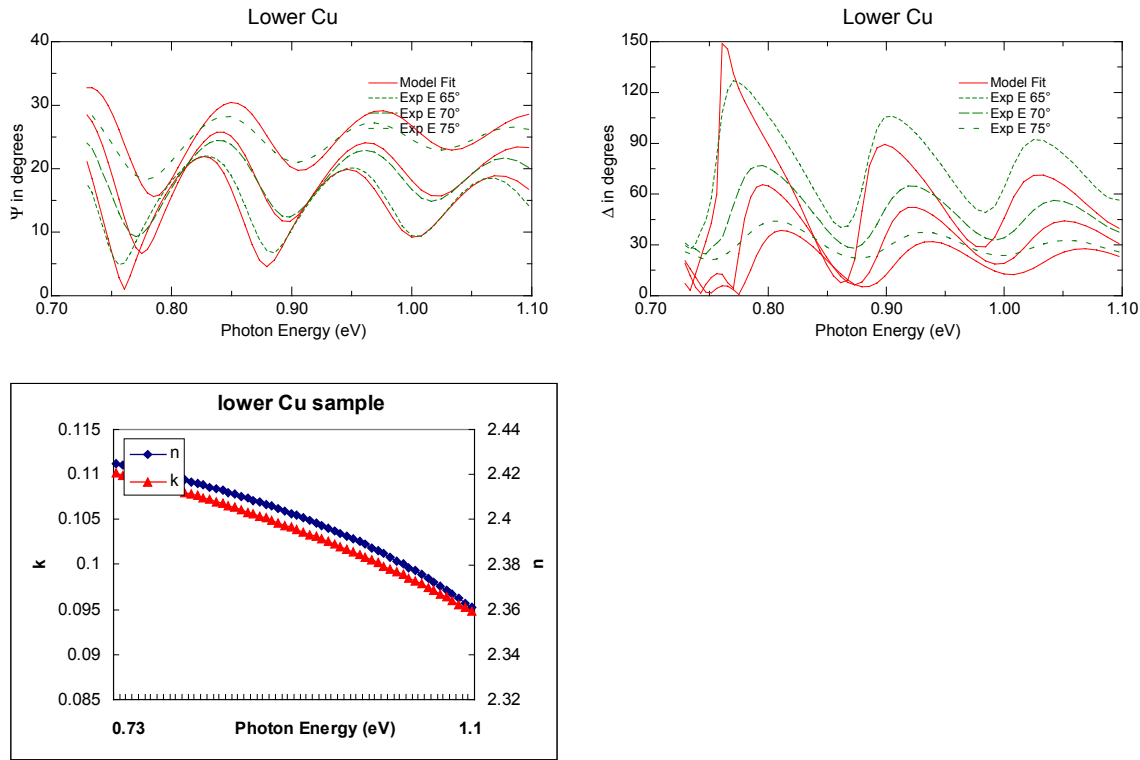 Lower Cu
40
30
20
10
0
Ψ in degrees
Model Fit
Exp E 65°
Exp E 70°
Exp E 75°
0.70 0.80 0.90 1.00 1.10
Photon Energy (eV)
Lower Cu
150
120
90
60
30
0
Δ in degrees
Model Fit
Exp E 65°
Exp E 70°
Exp E 75°
0.70 0.80 0.90 1.00 1.10
Photon Energy (eV)
lower Cu sample
0.115
0.11
0.105
0.1
0.095
0.09
0.085
k
n
k
2.44
2.42
2.4
2.38
2.36
2.34
2.32
n
0.73 Photon Energy (eV) 1.1